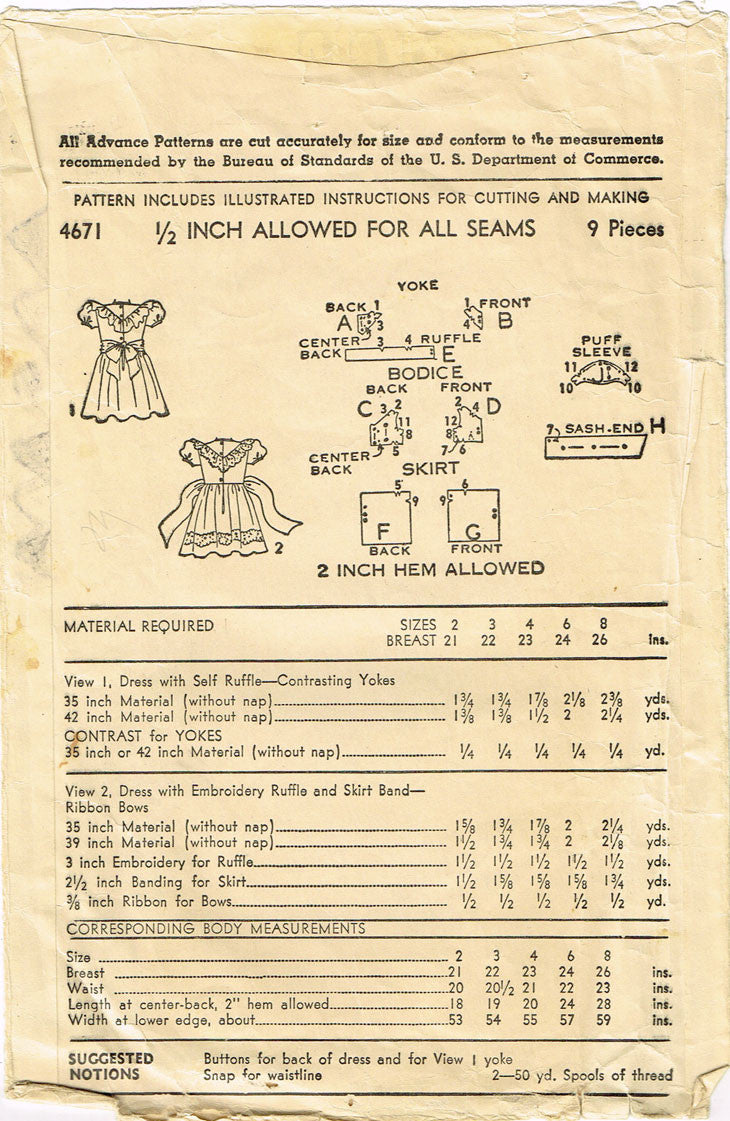 All Advance Patterns are cut accurately for size and conform to the measurements
recommended by the Bureau of Standards of the U. S. Department of Commerce.
PATTERN INCLUDES ILLUSTRATED INSTRUCTIONS FOR CUTTING AND MAKING
4671 ½ INCH ALLOWED FOR ALL SEAMS 9 Pieces
YOKE
BACK 1 1 FRONT
A 3 4 B
CENTER 3 4 RUFFLE
BACK E
PUFF
SLEEVE
11 12
10 10
BODICE
BACK FRONT
C 3 2 2 4 D
11 12
8 8
5 7 6
CENTER
BACK
7 SASH-END H
SKIRT
5 6
9 9
F G
BACK FRONT
1
2
2 INCH HEM ALLOWED
MATERIAL REQUIRED SIZES 2 3 4 6 8
BREAST 21 22 23 24 26 ins.
View 1, Dress with Self Ruffle—Contrasting Yokes
35 inch Material (without nap) 1¾ 1¾ 1⅞ 2⅛ 2⅜ yds.
42 inch Material (without nap) 1⅜ 1⅜ 1½ 2 2¼ yds.
CONTRAST for YOKES
35 inch or 42 inch Material (without nap) ¼ ¼ ¼ ¼ ¼ yd.
View 2, Dress with Embroidery Ruffle and Skirt Band—
Ribbon Bows
35 inch Material (without nap) 1⅝ 1¾ 1⅞ 2 2¼ yds.
39 inch Material (without nap) 1½ 1¾ 1¾ 2 2⅛ yds.
3 inch Embroidery for Ruffle 1½ 1½ 1½ 1½ 1½ yds.
2½ inch Banding for Skirt 1½ 1⅝ 1⅝ 1⅝ 1¾ yds.
⅜ inch Ribbon for Bows ½ ½ ½ ½ ½ yd.
CORRESPONDING BODY MEASUREMENTS
Size 2 3 4 6 8
Breast 21 22 23 24 26 ins.
Waist 20 20½ 21 22 23 ins.
Length at center-back, 2" hem allowed 18 19 20 24 28 ins.
Width at lower edge, about 53 54 55 57 59 ins.
SUGGESTED Buttons for back of dress and for View 1 yoke
NOTIONS Snap for waistline 2—50 yd. Spools of thread